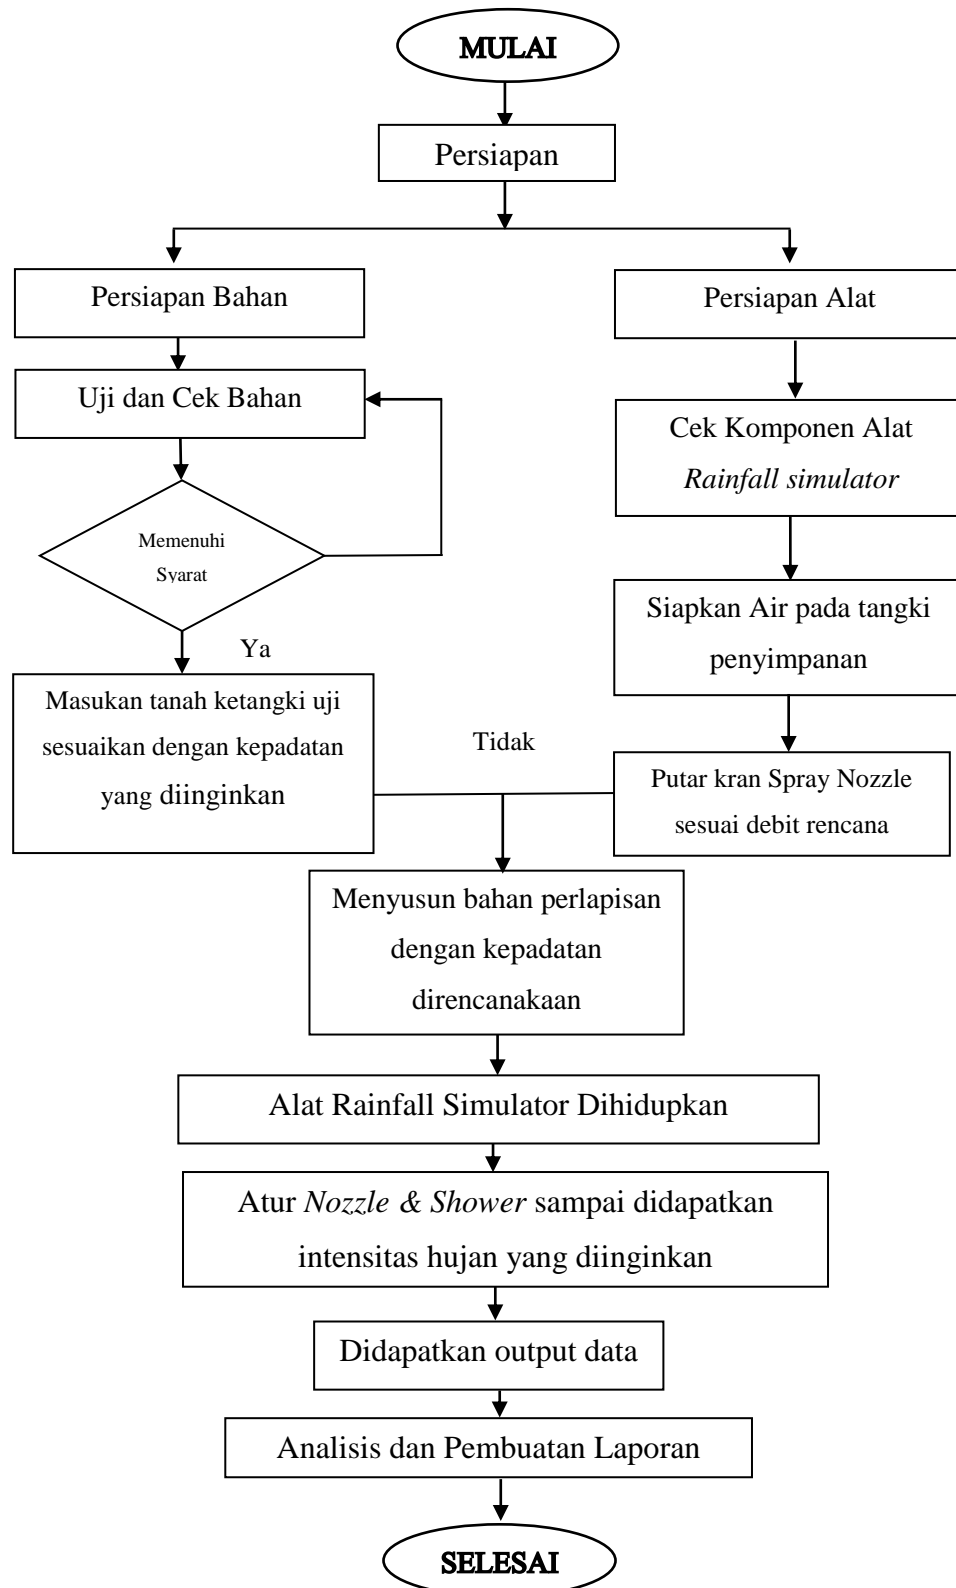 MULAI
Persiapan
Persiapan Bahan
Persiapan Alat
Uji dan Cek Bahan
Cek Komponen Alat
Rainfall simulator
Memenuhi
Syarat
Siapkan Air pada tangki
penyimpanan
Ya
Masukan tanah ketangki uji
sesuaikan dengan kepadatan
yang diinginkan
Tidak
Putar kran Spray Nozzle
sesuai debit rencana
Menyusun bahan perlapisan
dengan kepadatan
direncanakaan
Alat Rainfall Simulator Dihidupkan
Atur Nozzle & Shower sampai didapatkan
intensitas hujan yang diinginkan
Didapatkan output data
Analisis dan Pembuatan Laporan
SELESAI